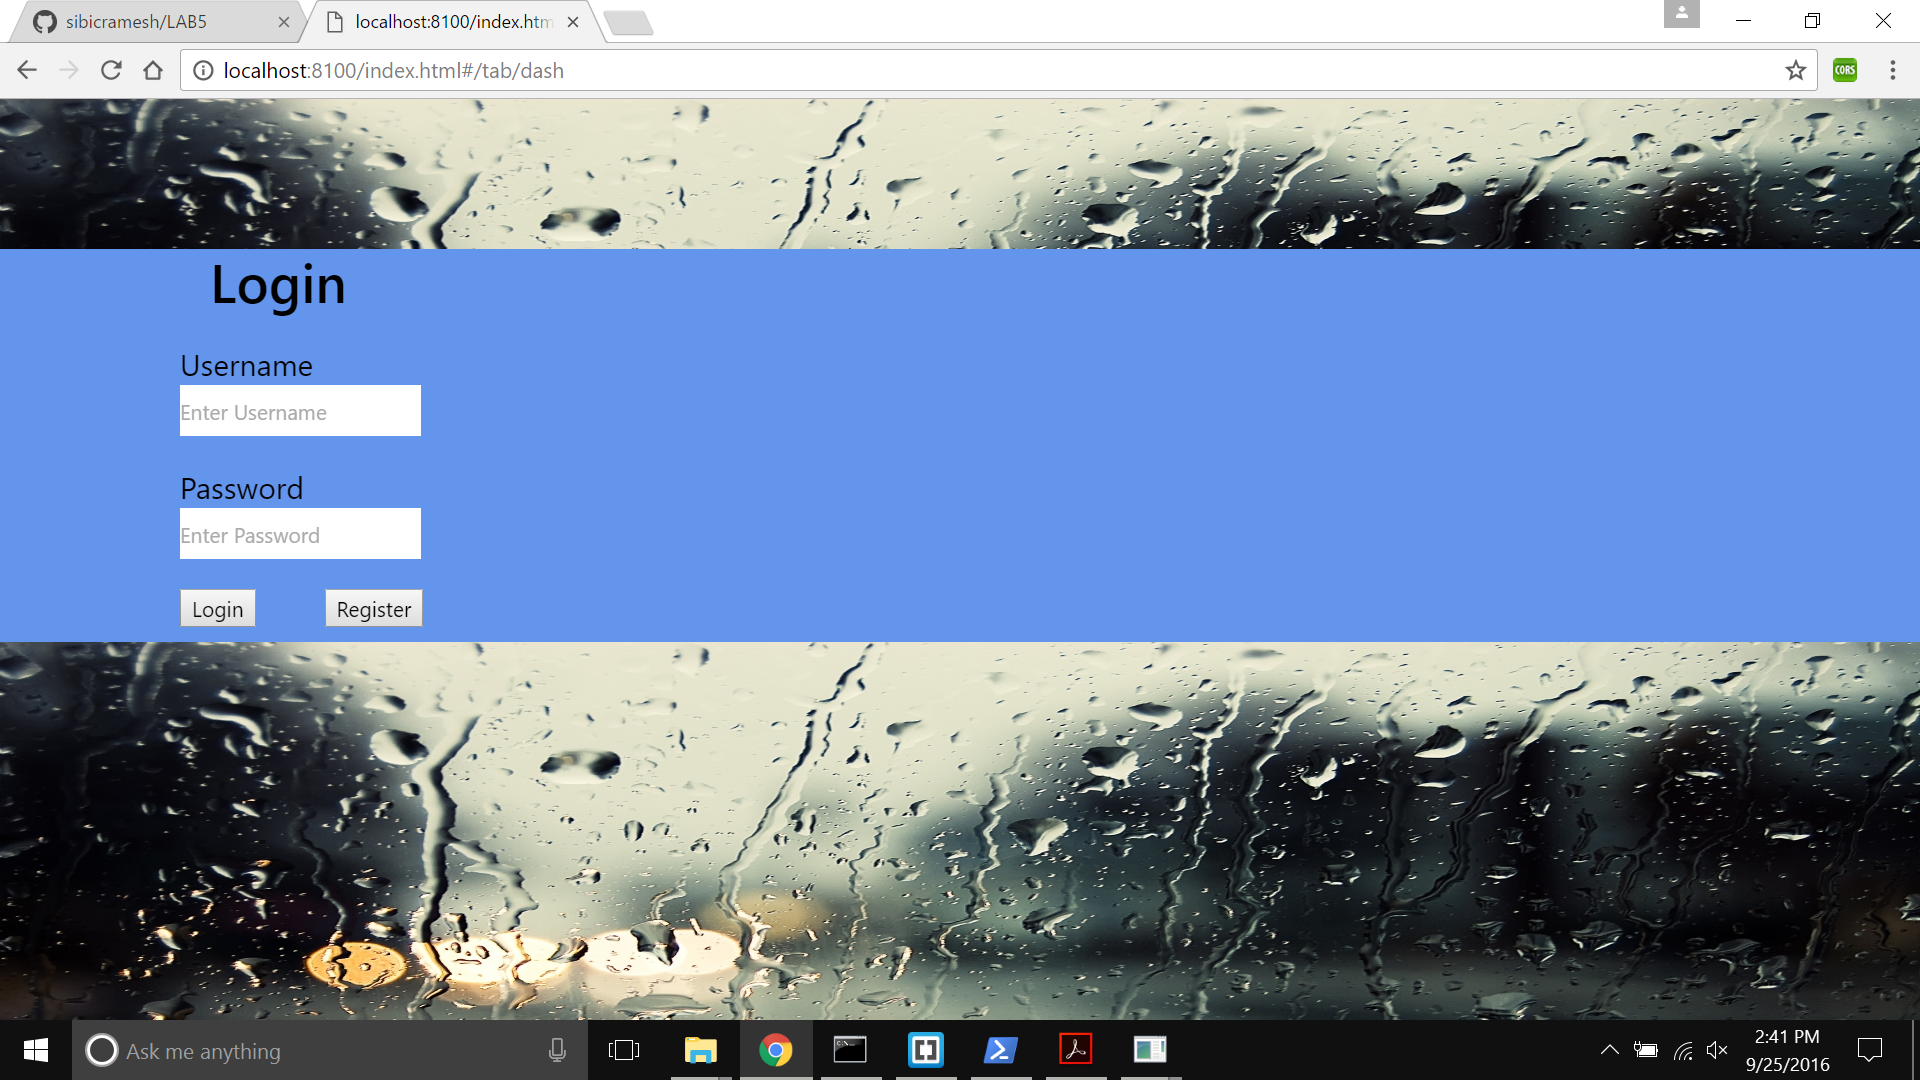 sibicramesh/LAB5
localhost:8100/index.htm
localhost:8100/index.html#/tab/dash
CORS
Login
Username
Enter Username
Password
Enter Password
Login Register
Ask me anything
2:41 PM
9/25/2016